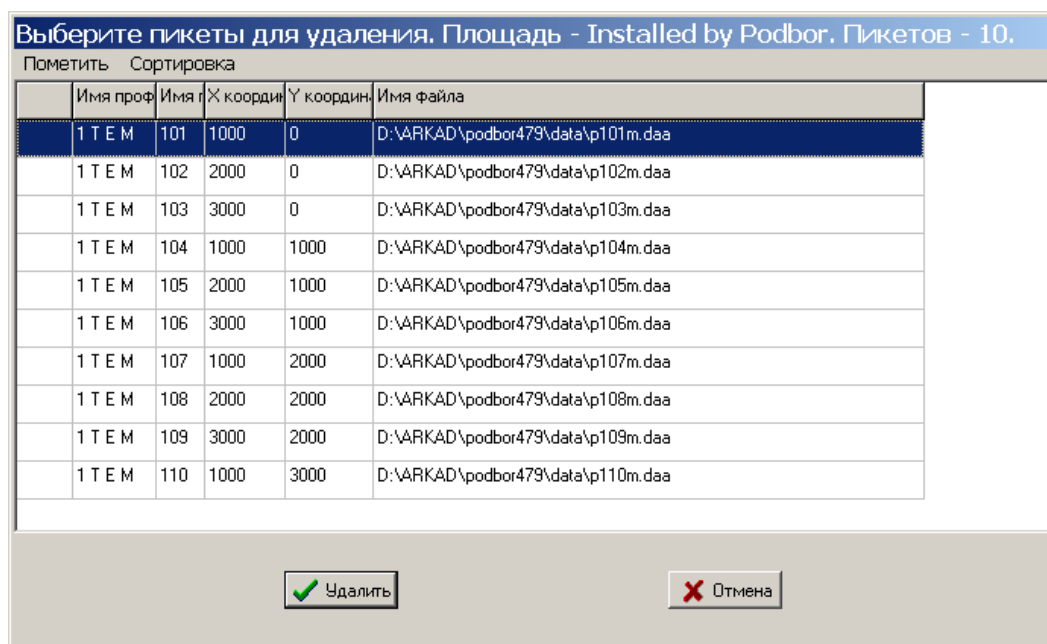 Выберите пикеты для удаления. Площадь - Installed by Podbor. Пикетов - 10.
Пометить Сортировка
Имя проф Имя г X координ Y координ. Имя файла
1 T E M 101 1000 0 D:\ARKAD\podbor479\data\p101m.daa
1 T E M 102 2000 0 D:\ARKAD\podbor479\data\p102m.daa
1 T E M 103 3000 0 D:\ARKAD\podbor479\data\p103m.daa
1 T E M 104 1000 1000 D:\ARKAD\podbor479\data\p104m.daa
1 T E M 105 2000 1000 D:\ARKAD\podbor479\data\p105m.daa
1 T E M 106 3000 1000 D:\ARKAD\podbor479\data\p106m.daa
1 T E M 107 1000 2000 D:\ARKAD\podbor479\data\p107m.daa
1 T E M 108 2000 2000 D:\ARKAD\podbor479\data\p108m.daa
1 T E M 109 3000 2000 D:\ARKAD\podbor479\data\p109m.daa
1 T E M 110 1000 3000 D:\ARKAD\podbor479\data\p110m.daa
Удалить Отмена